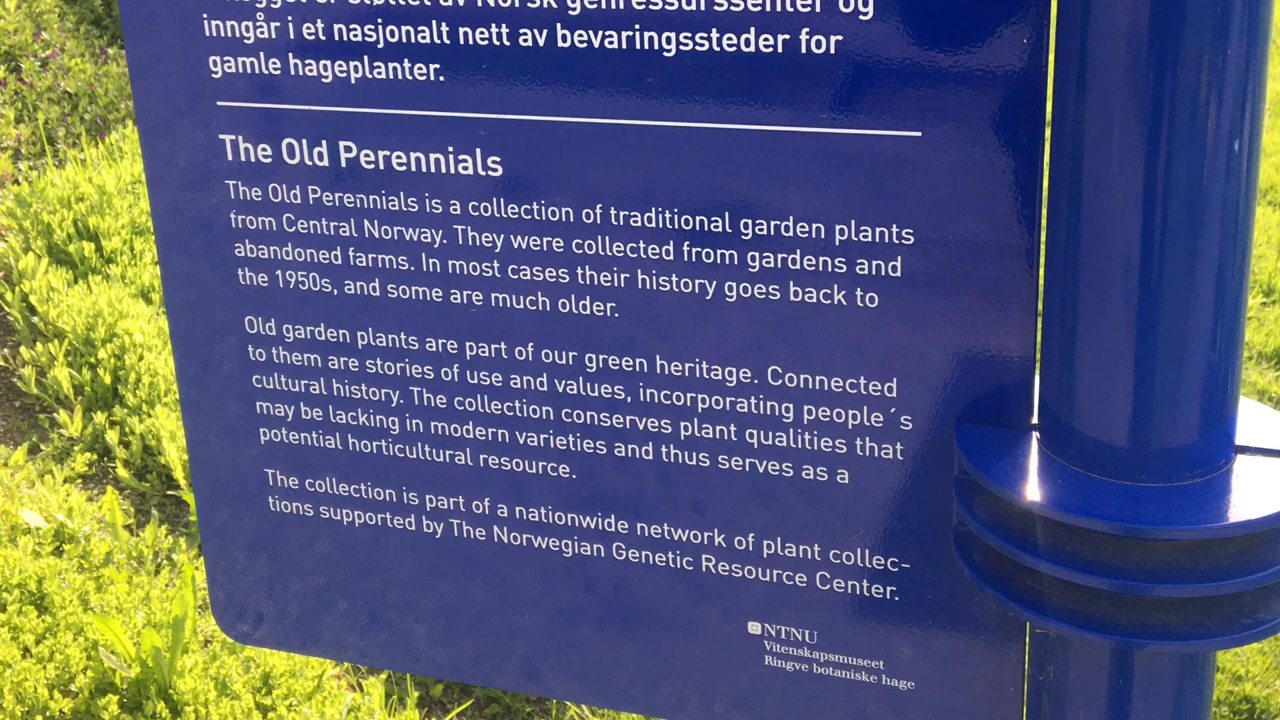 av Norsk genressurssenter og
inngår i et nasjonalt nett av bevaringssteder for
gamle hageplanter.
The Old Perennials
The Old Perennials is a collection of traditional garden plants
from Central Norway. They were collected from gardens and
abandoned farms. In most cases their history goes back to
the 1950s, and some are much older.
Old garden plants are part of our green heritage. Connected
to them are stories of use and values, incorporating people´s
cultural history. The collection conserves plant qualities that
may be lacking in modern varieties and thus serves as a
potential horticultural resource.
The collection is part of a nationwide network of plant collec-
tions supported by The Norwegian Genetic Resource Center.
NTNU
Vitenskapsmuseet
Ringve botaniske hage